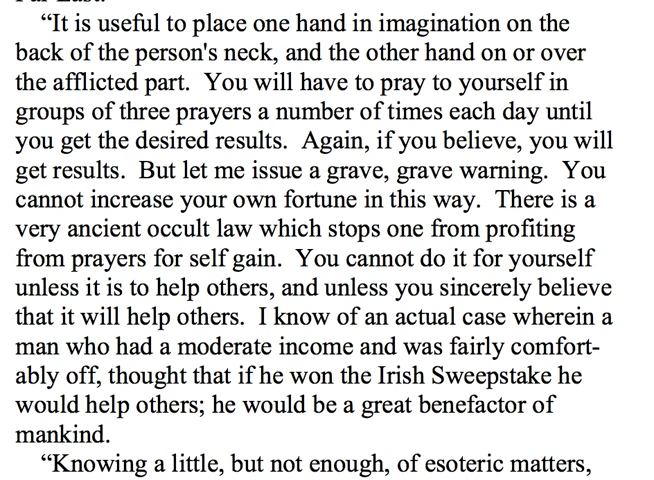 “It is useful to place one hand in imagination on the
back of the person's neck, and the other hand on or over
the afflicted part.  You will have to pray to yourself in
groups of three prayers a number of times each day until
you get the desired results.  Again, if you believe, you will
get results.  But let me issue a grave, grave warning.  You
cannot increase your own fortune in this way.  There is a
very ancient occult law which stops one from profiting
from prayers for self gain.  You cannot do it for yourself
unless it is to help others, and unless you sincerely believe
that it will help others.  I know of an actual case wherein a
man who had a moderate income and was fairly comfort-
ably off, thought that if he won the Irish Sweepstake he
would help others; he would be a great benefactor of
mankind.
“Knowing a little, but not enough, of esoteric matters,